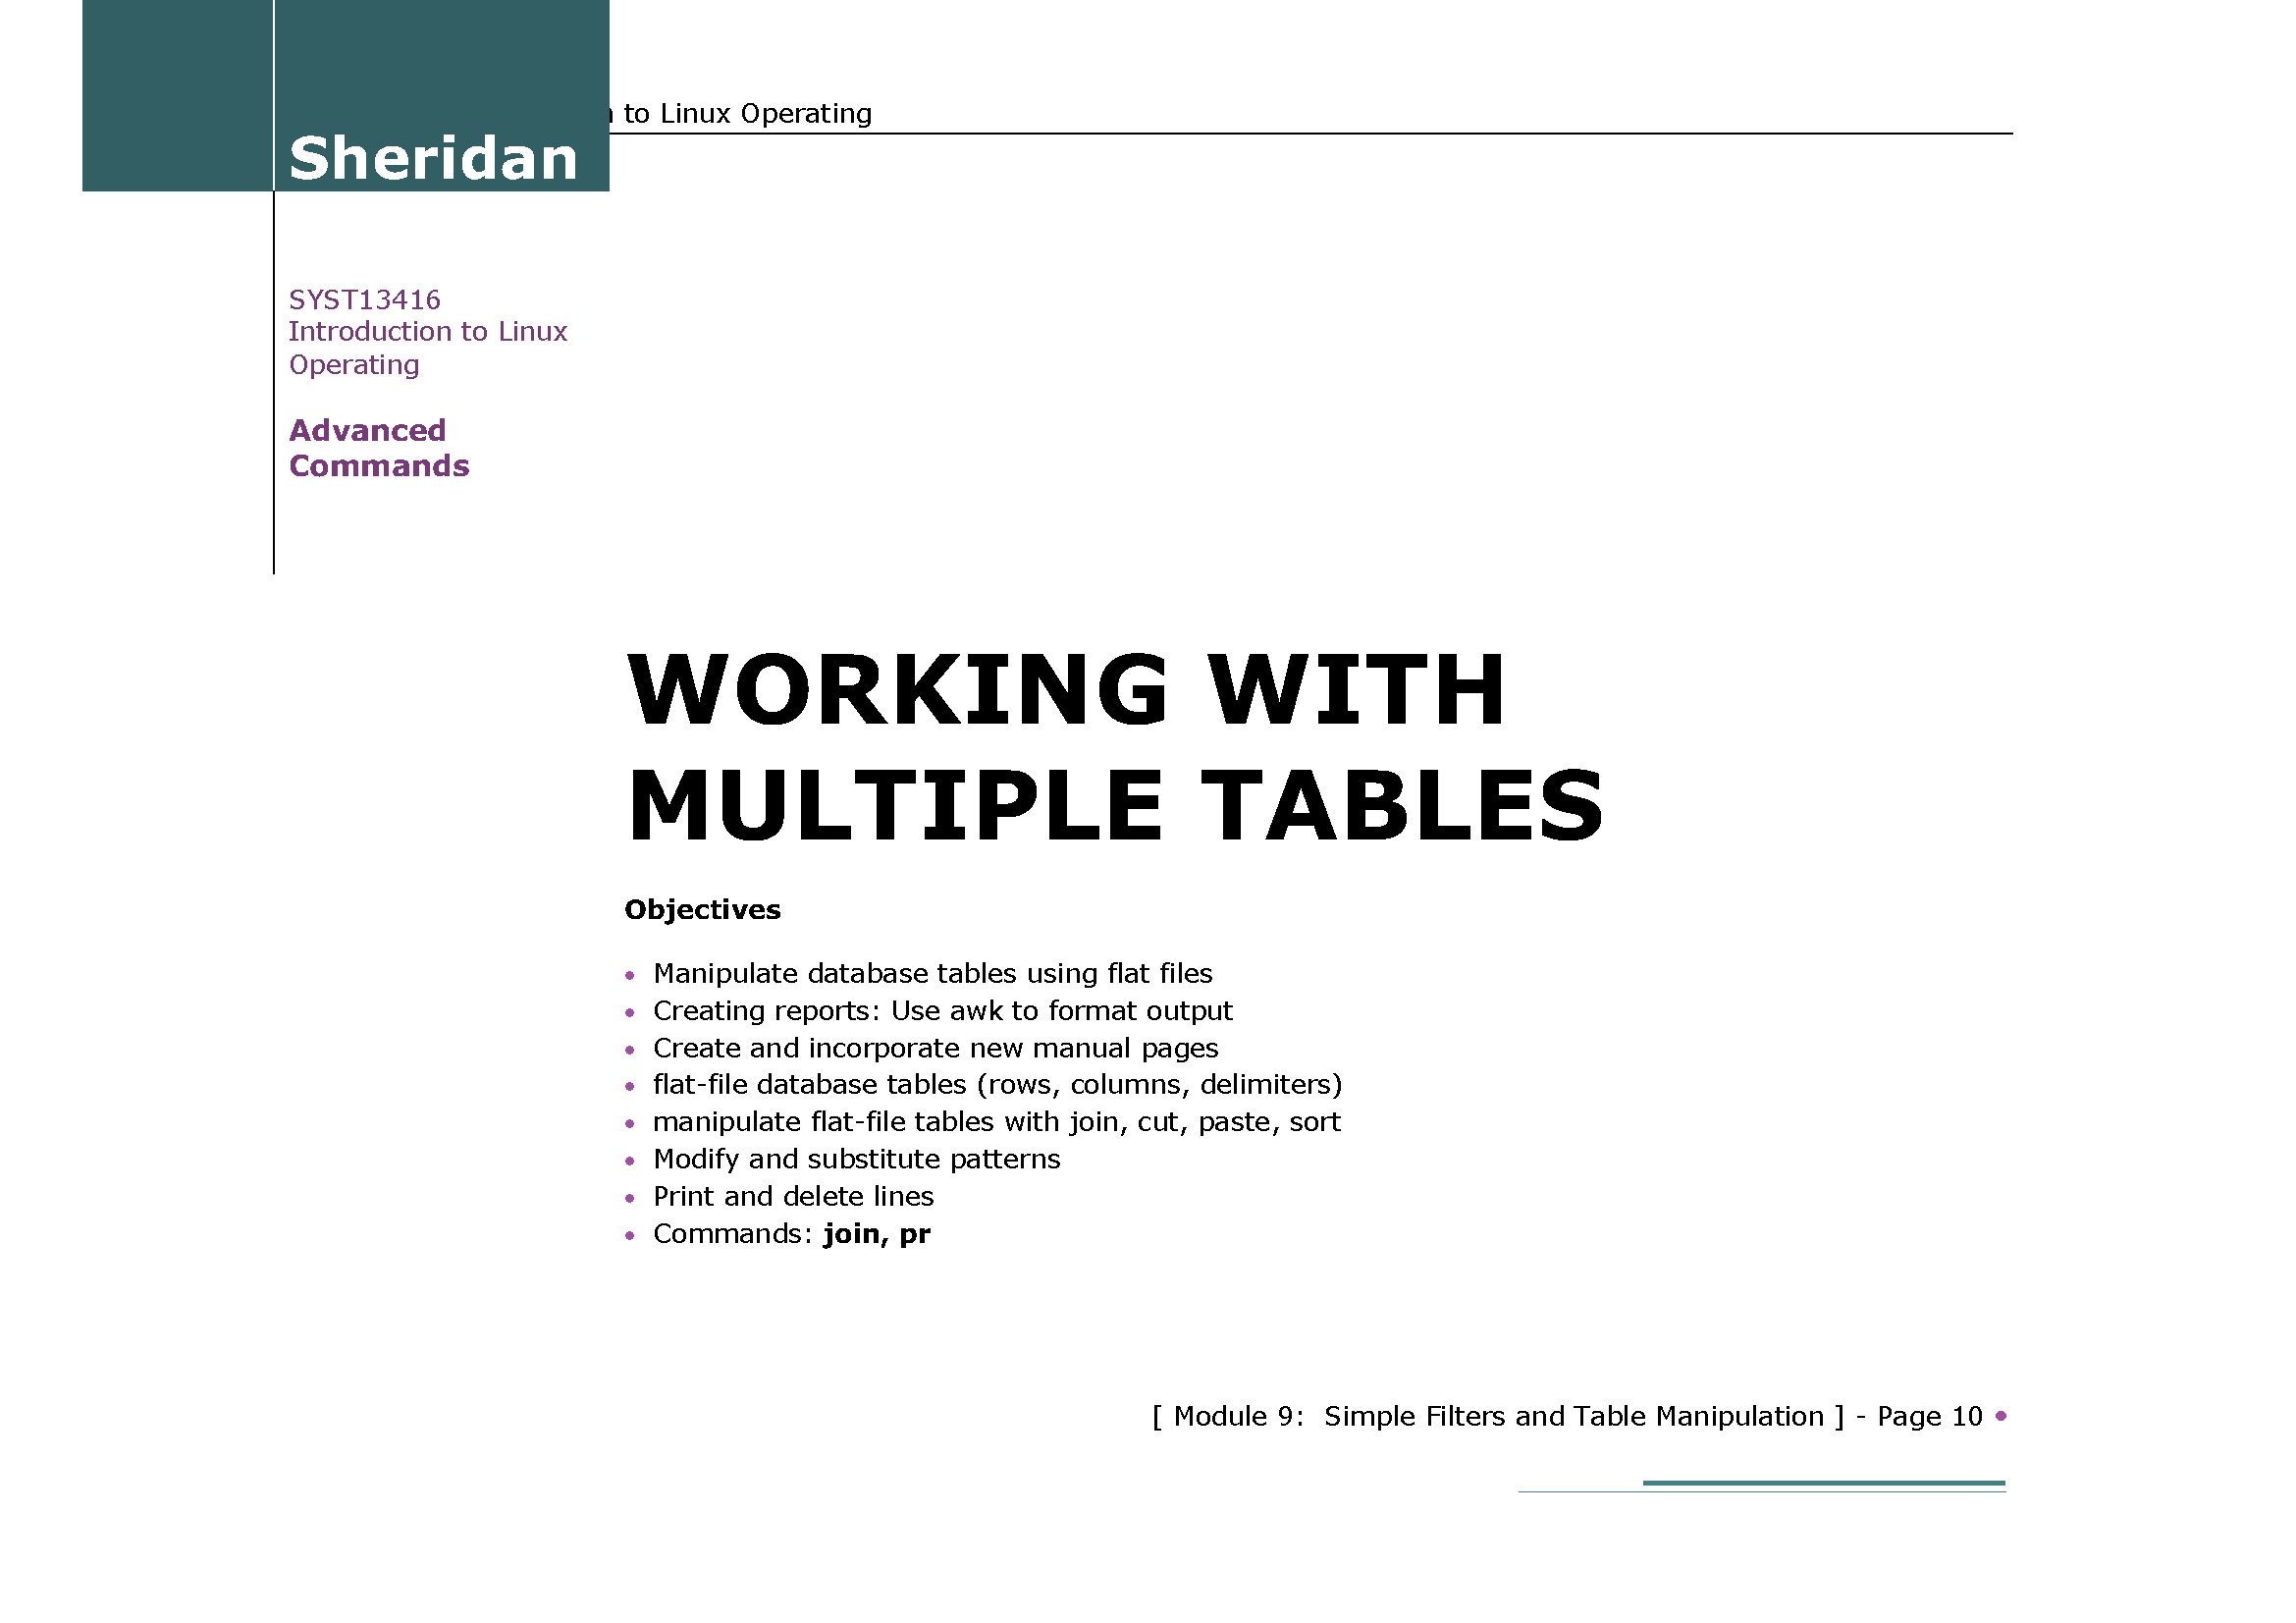 to Linux Operating
Sheridan
SYST13416
Introduction to Linux
Operating
Advanced
Commands
WORKING WITH
MULTIPLE TABLES
Objectives
• Manipulate database tables using flat files
• Creating reports: Use awk to format output
• Create and incorporate new manual pages
• flat-file database tables (rows, columns, delimiters)
• manipulate flat-file tables with join, cut, paste, sort
• Modify and substitute patterns
• Print and delete lines
• Commands: join, pr
[ Module 9:  Simple Filters and Table Manipulation ] - Page 10 •